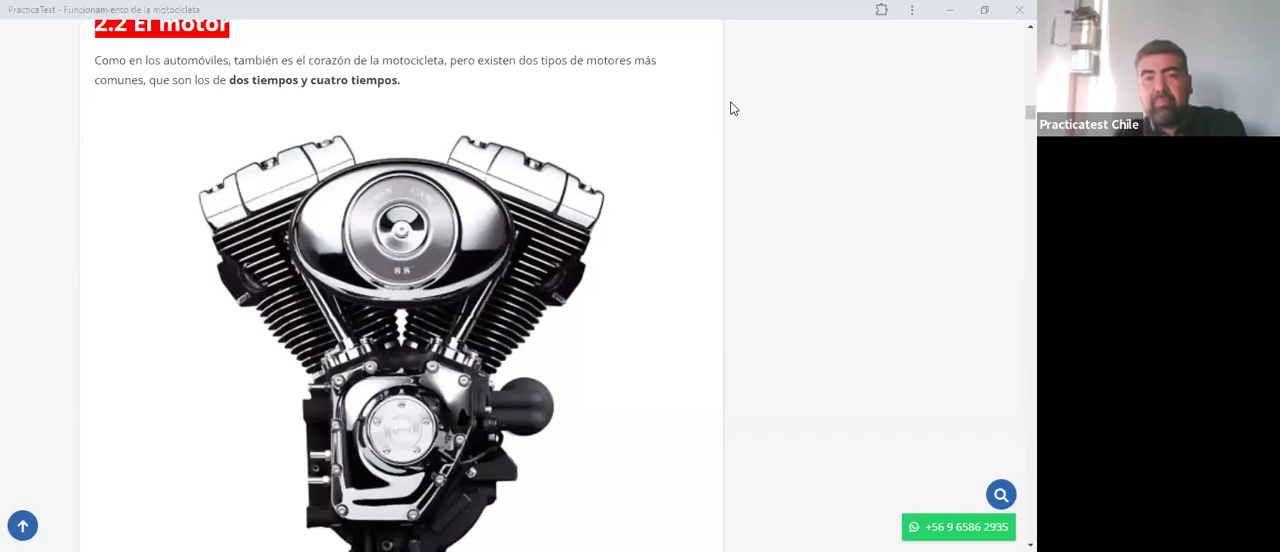 PracticaTest - Funcionamiento de la motocicleta
2.2 El motor
Como en los automóviles, también es el corazón de la motocicleta, pero existen dos tipos de motores más
comunes, que son los de dos tiempos y cuatro tiempos.
Practicatest Chile
88
+56 9 6586 2935